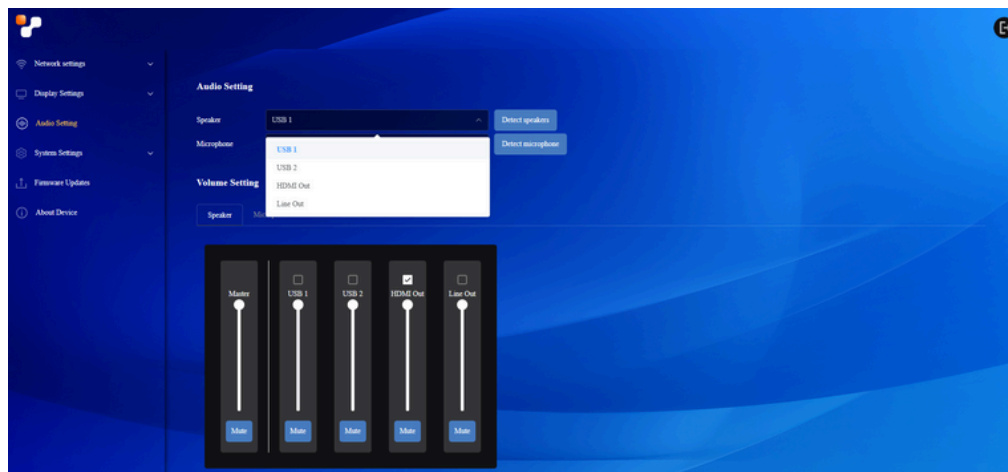 Network settings
Display Settings
Audio Setting
System Settings
Firmware Updates
About Device
Audio Setting
Speaker USB 1 Detect speakers
Microphone Detect microphone
USB 1
USB 2
HDMI Out
Line Out
Volume Setting
Speaker
Master USB 1 USB 2 HDMI Out Line Out
Mute Mute Mute Mute Mute